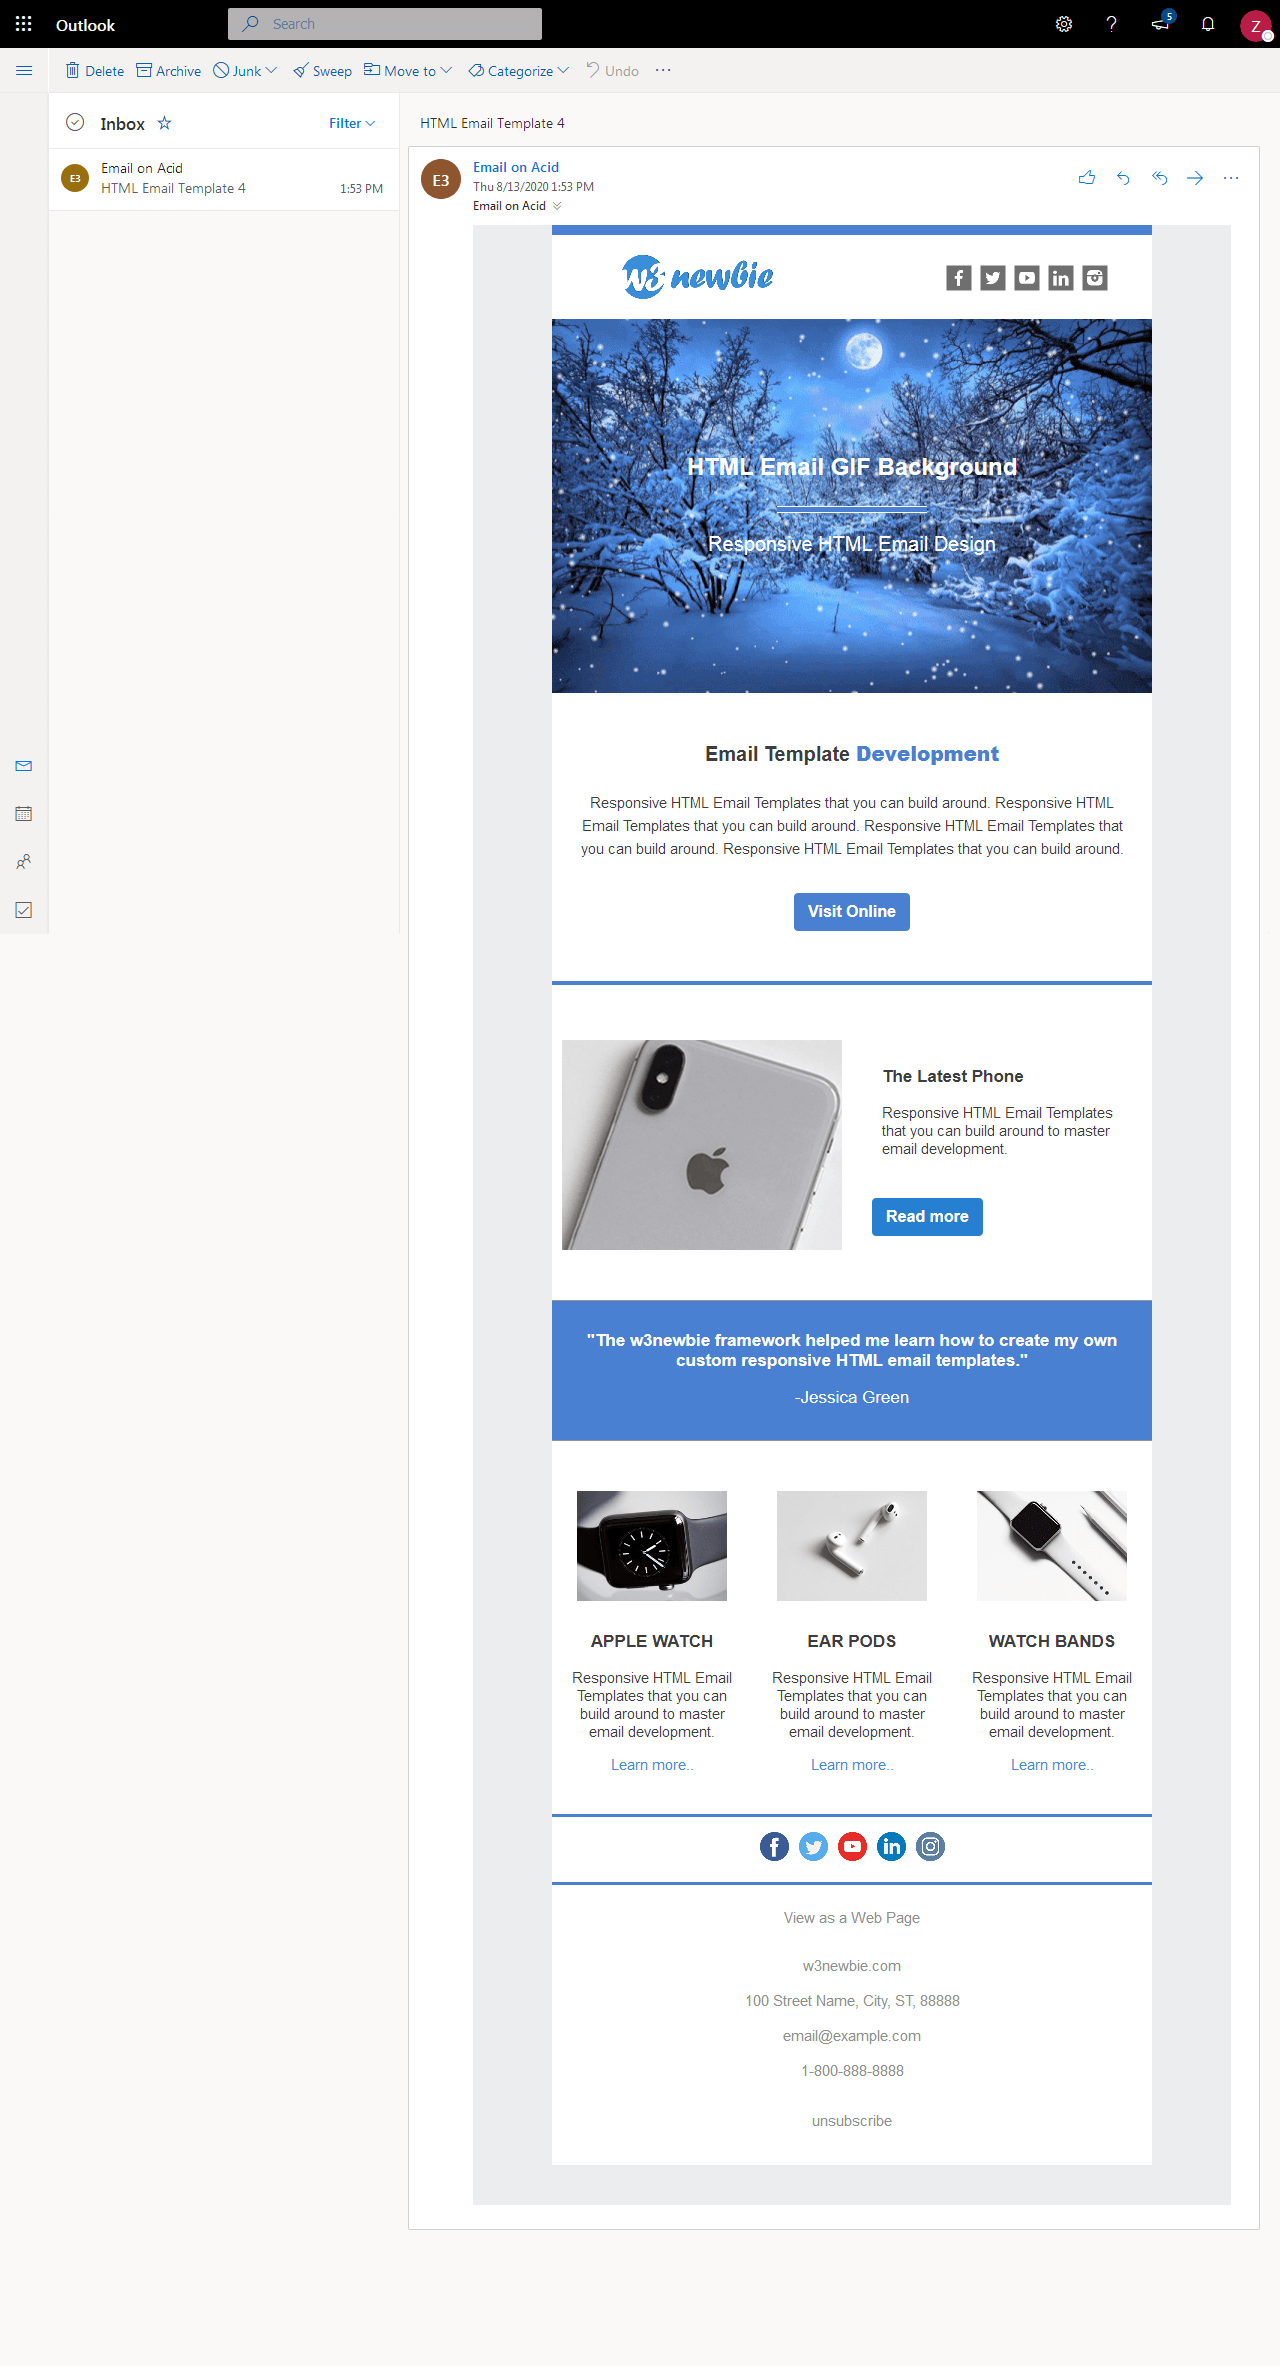 Outlook
Search
5
Z
Delete
Archive
Junk
Sweep
Move to
Categorize
Undo
Inbox
Filter
E3
Email on Acid
HTML Email Template 4
1:53 PM
HTML Email Template 4
E3
Email on Acid
Thu 8/13/2020 1:53 PM
Email on Acid
W3 newbie
HTML Email GIF Background
Responsive HTML Email Design
Email Template Development
Responsive HTML Email Templates that you can build around. Responsive HTML
Email Templates that you can build around. Responsive HTML Email Templates that
you can build around. Responsive HTML Email Templates that you can build around.
Visit Online
The Latest Phone
Responsive HTML Email Templates
that you can build around to master
email development.
Read more
"The w3newbie framework helped me learn how to create my own
custom responsive HTML email templates."
-Jessica Green
APPLE WATCH
Responsive HTML Email
Templates that you can
build around to master
email development.
Learn more..
EAR PODS
Responsive HTML Email
Templates that you can
build around to master
email development.
Learn more..
WATCH BANDS
Responsive HTML Email
Templates that you can
build around to master
email development.
Learn more..
View as a Web Page
w3newbie.com
100 Street Name, City, ST, 88888
email@example.com
1-800-888-8888
unsubscribe